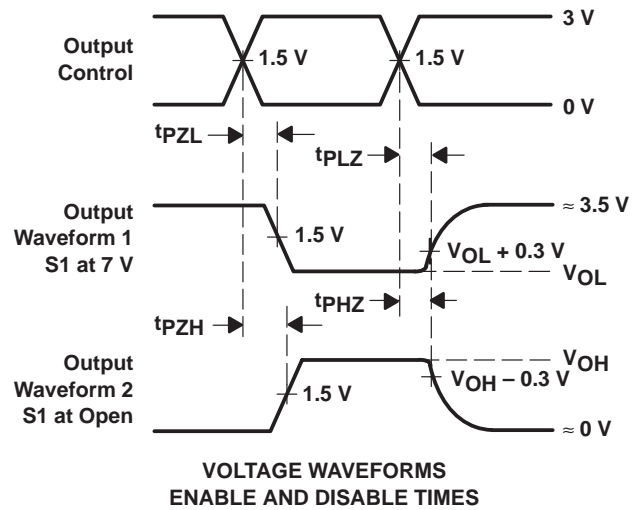 3 V
Output
Control
1.5 V
1.5 V
0 V
tPZL
tPLZ
Output
Waveform 1
S1 at 7 V
≈ 3.5 V
1.5 V
VOL + 0.3 V
VOL
tPZH
tPHZ
Output
Waveform 2
S1 at Open
VOH
VOH – 0.3 V
1.5 V
≈ 0 V
VOLTAGE WAVEFORMS
ENABLE AND DISABLE TIMES